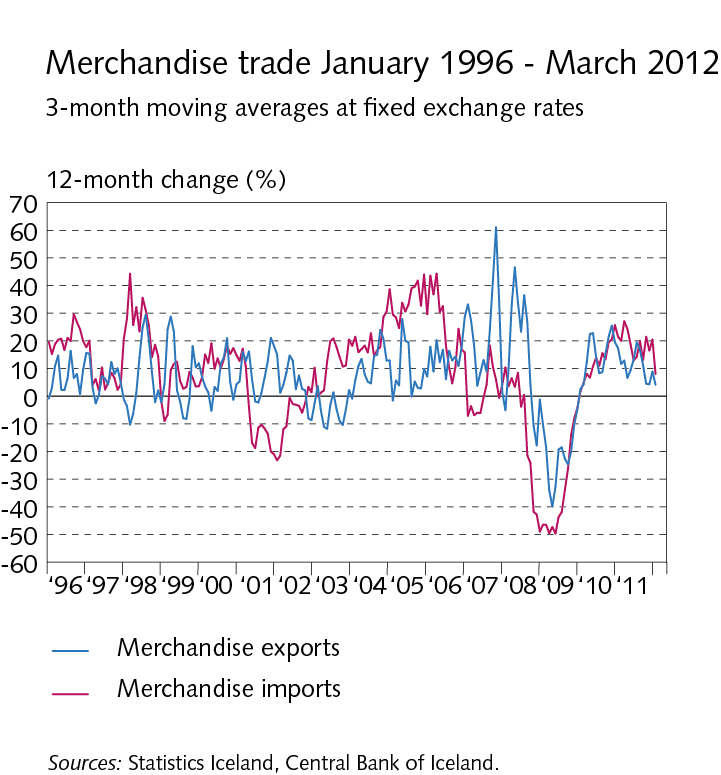 Merchandise trade January 1996 - March 2012
3-month moving averages at fixed exchange rates
12-month change (%)
70
60
50
40
30
20
10
0
-10
-20
-30
-40
-50
-60
‘96 ‘97 ‘98 ‘99 ‘00 ‘01 ‘02 ‘03 ‘04 ‘05 ‘06 ‘07 ‘08 ‘09 ‘10 ‘11
Merchandise exports
Merchandise imports
Sources: Statistics Iceland, Central Bank of Iceland.